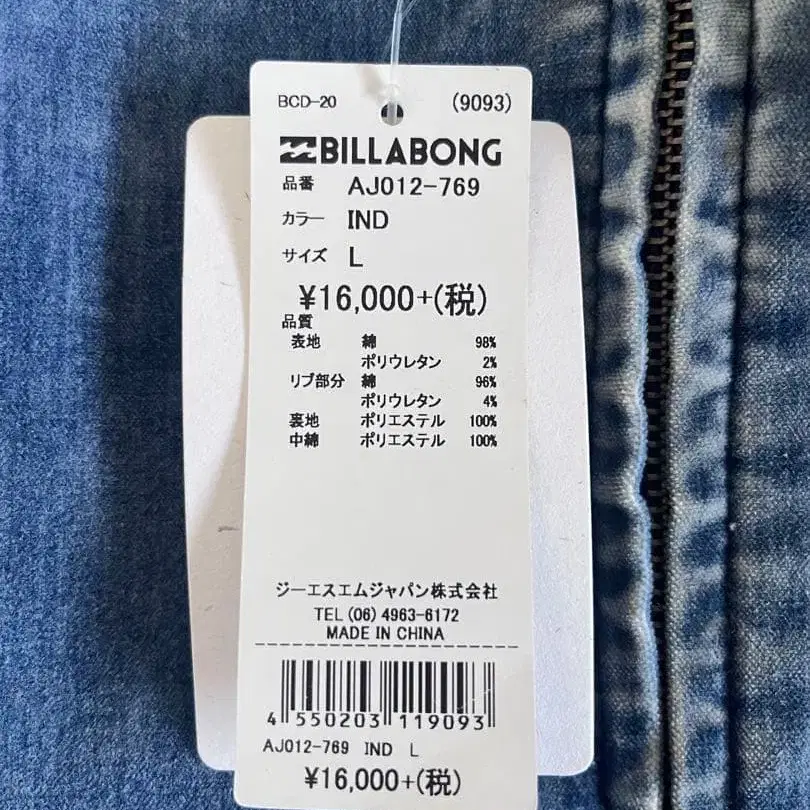 BCD-20 (9093)
BILLABONG
品番 AJ012-769
カラー IND
サイズ L
¥16,000+(税)
品質
表地 綿 98%
ポリウレタン 2%
リブ部分 綿 96%
ポリウレタン 4%
裏地 ポリエステル 100%
中綿 ポリエステル 100%
ジーエスエムジャパン株式会社
TEL (06) 4963-6172
MADE IN CHINA
4 550203 119093
AJ012-769 IND L
¥16,000+(税)